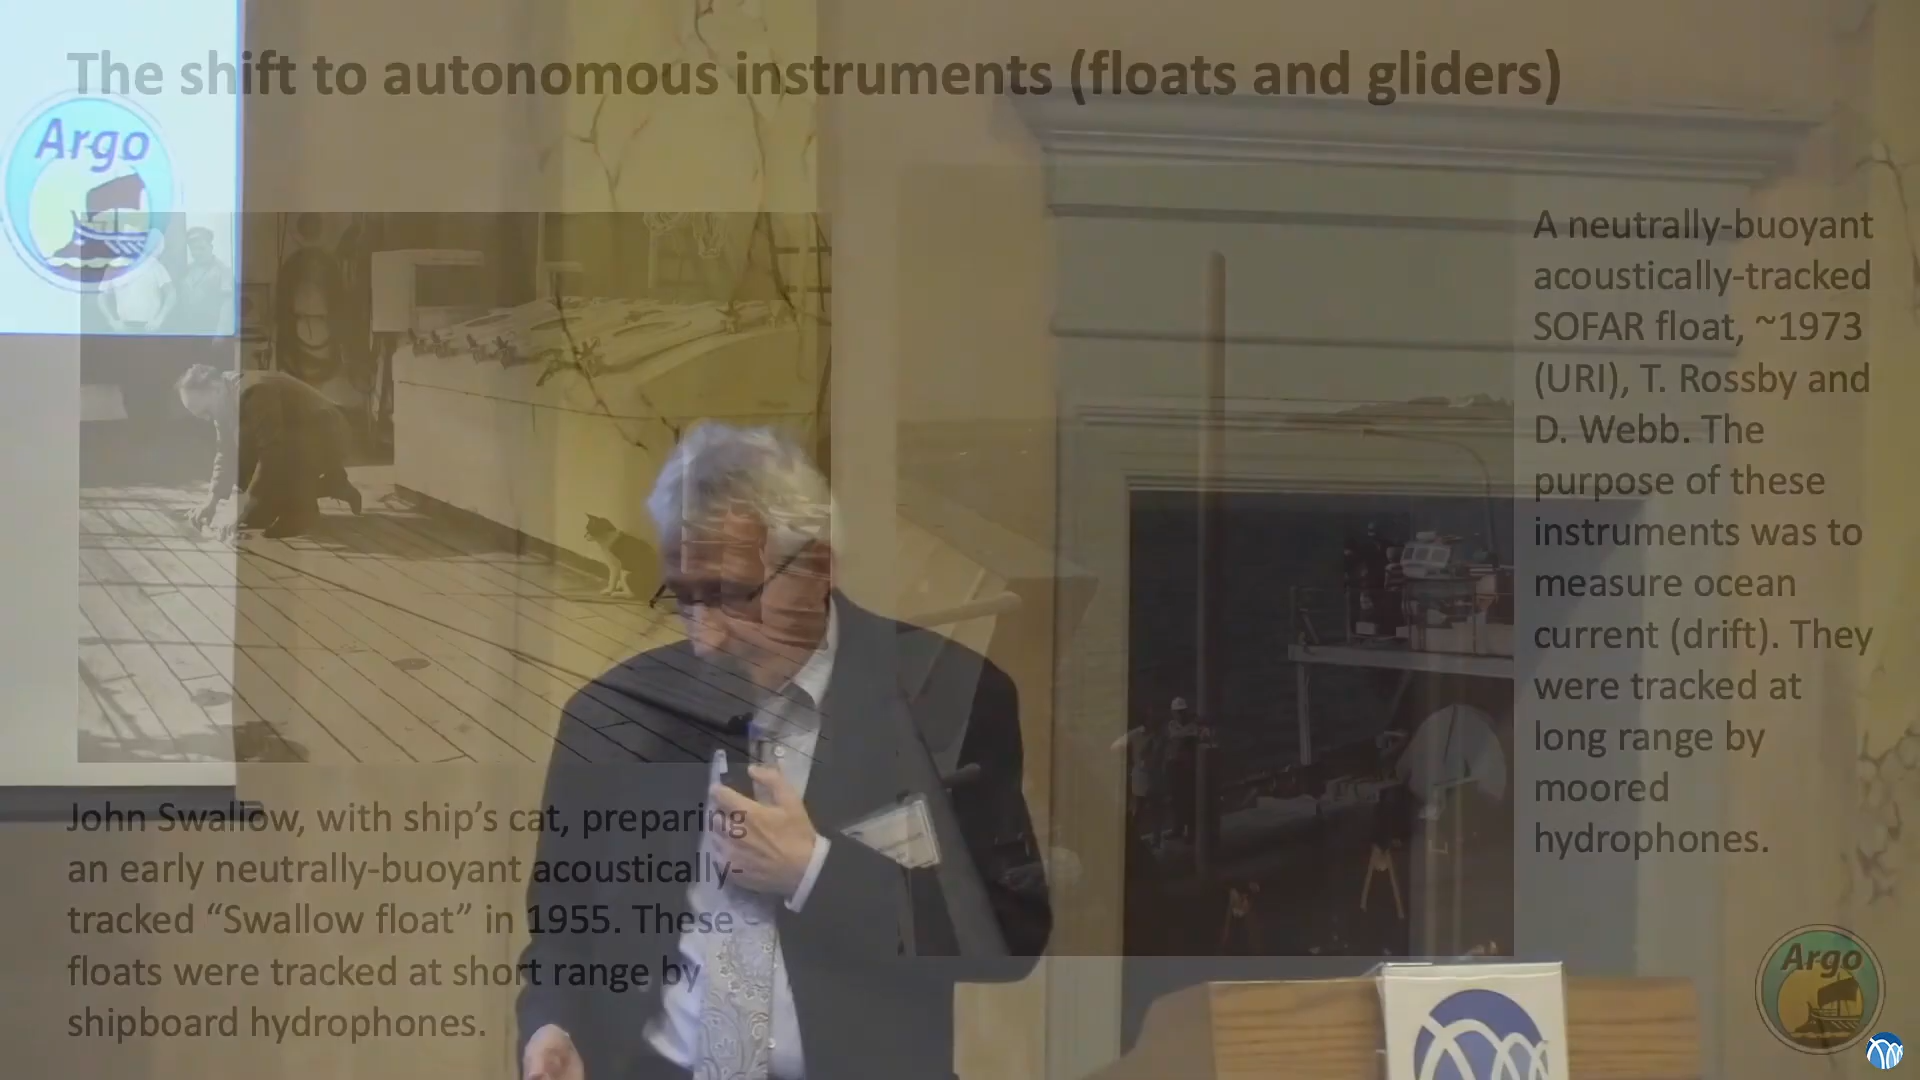 The shift to autonomous instruments (floats and gliders)
Argo
A neutrally-buoyant
acoustically-tracked
SOFAR float, ~1973
(URI), T. Rossby and
D. Webb. The
purpose of these
instruments was to
measure ocean
current (drift). They
were tracked at
long range by
moored
hydrophones.
John Swallow, with ship’s cat, preparing
an early neutrally-buoyant acoustically-
tracked “Swallow float” in 1955. These
floats were tracked at short range by
shipboard hydrophones.
Argo